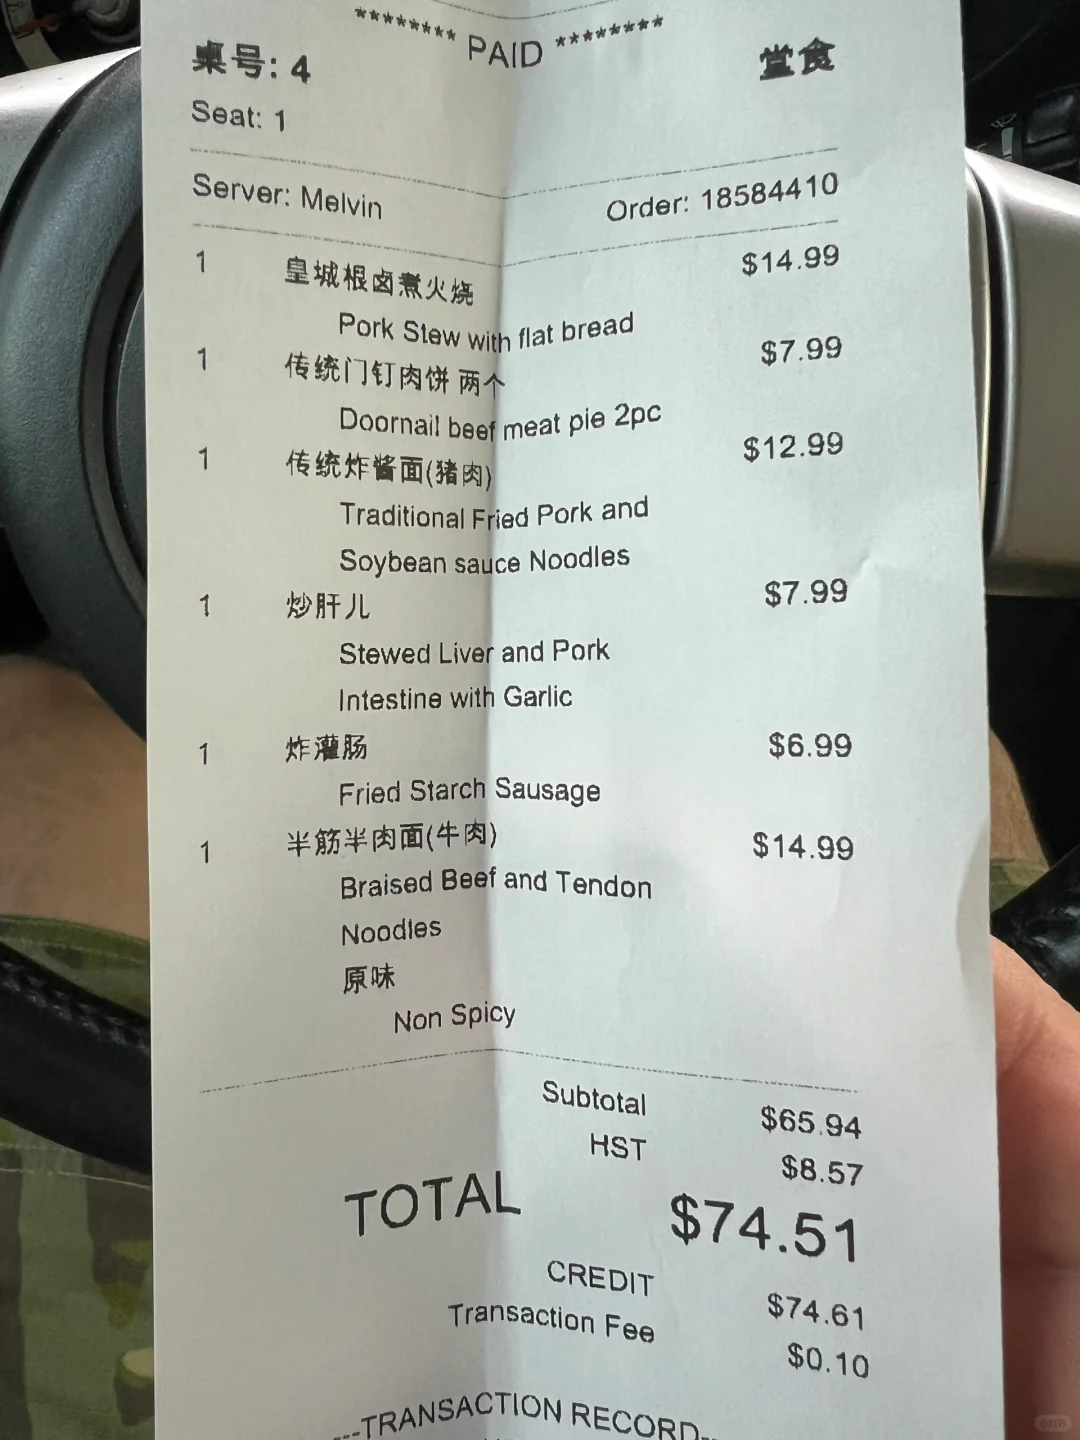 ******** PAID ********
桌号: 4 堂食
Seat: 1
Server: Melvin Order: 18584410
1 皇城根卤煮火烧 $14.99
Pork Stew with flat bread
1 传统门钉肉饼 两个 $7.99
Doornail beef meat pie 2pc
1 传统炸酱面(猪肉) $12.99
Traditional Fried Pork and
Soybean sauce Noodles
1 炒肝儿 $7.99
Stewed Liver and Pork
Intestine with Garlic
1 炸灌肠 $6.99
Fried Starch Sausage
1 半筋半肉面(牛肉) $14.99
Braised Beef and Tendon
Noodles
原味
Non Spicy
Subtotal $65.94
HST $8.57
TOTAL $74.51
CREDIT $74.61
Transaction Fee $0.10
---TRANSACTION RECORD--
小红书